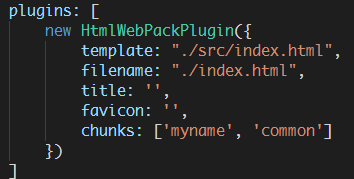 plugins: [
new HtmlWebPackPlugin({
template: "./src/index.html",
filename: "./index.html",
title: '',
favicon: '',
chunks: ['myname', 'common']
})
]